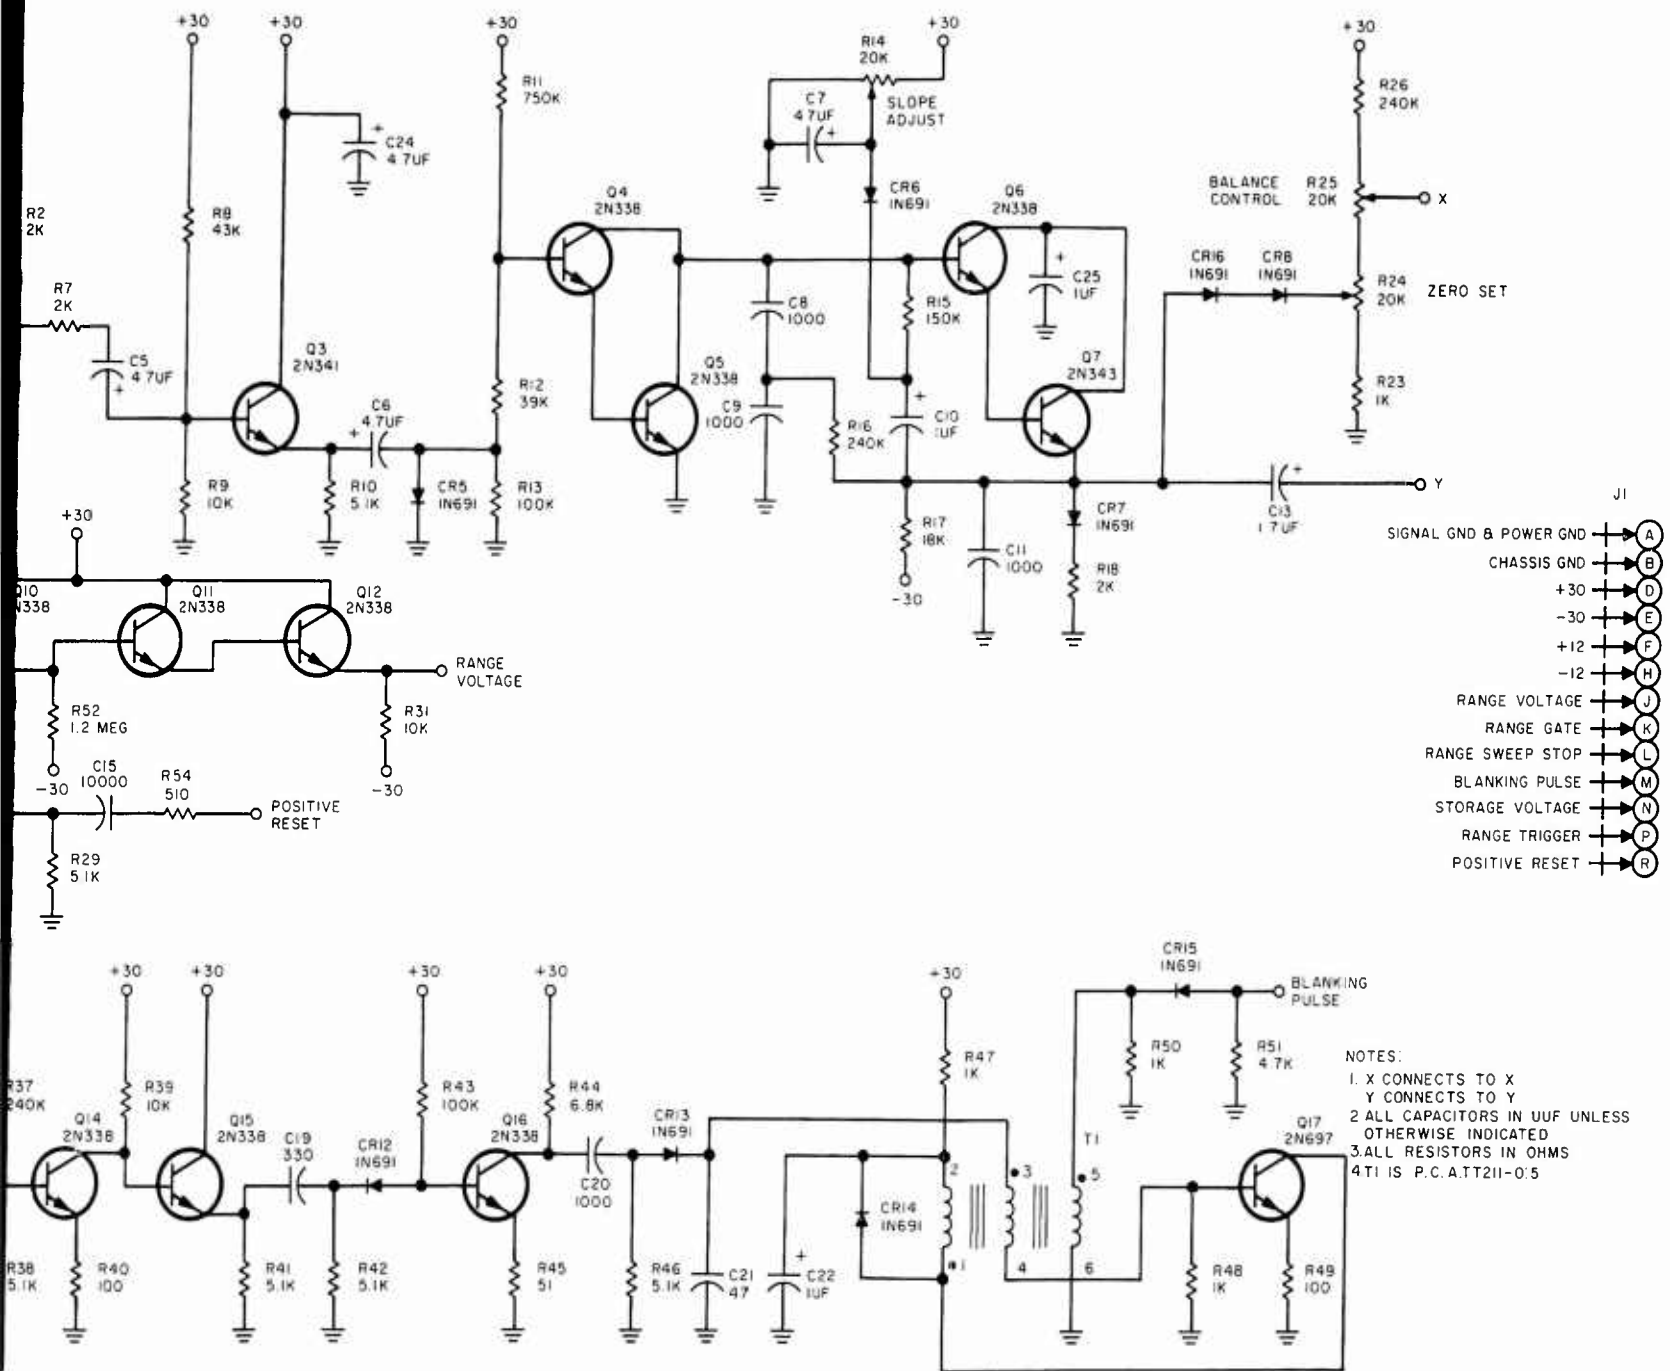 +30
+30
+30
R14
20K
+30
+30
R11
750K
R26
240K
C7
4 7UF
+
SLOPE
ADJUST
+
C24
4 7UF
Q4
2N338
CR6
IN691
Q6
2N338
BALANCE
CONTROL
R25
20K
X
R2
2K
R8
43K
CR16
IN691
CR8
IN691
+
C25
1UF
R24
20K
ZERO SET
R7
2K
C8
1000
R15
150K
Q3
2N341
Q7
2N343
C5
4 7UF
+
Q5
2N338
R12
39K
R23
1K
C6
4.7UF
+
C9
1000
+
C10
1UF
R16
240K
R9
10K
R10
5 1K
CR5
IN691
R13
100K
+
Y
C13
1 7 UF
J1
+30
R17
18K
CR7
IN691
SIGNAL GND & POWER GND A
C11
1000
CHASSIS GND B
R18
2K
+30 D
-30
Q10
N338
Q11
2N338
Q12
2N338
-30 E
+12 F
RANGE
VOLTAGE
-12 H
R52
1.2 MEG
R31
10K
RANGE VOLTAGE J
RANGE GATE K
RANGE SWEEP STOP L
-30
C15
10000
R54
510
-30
BLANKING PULSE M
POSITIVE
RESET
STORAGE VOLTAGE N
RANGE TRIGGER P
R29
5 1K
POSITIVE RESET R
CR15
IN691
+30
+30
+30
+30
+30
BLANKING
PULSE
R50
1K
R51
4.7K
R47
1K
NOTES:
1. X CONNECTS TO X
Y CONNECTS TO Y
2 ALL CAPACITORS IN UUF UNLESS
OTHERWISE INDICATED
3.ALL RESISTORS IN OHMS
4 T1 IS P.C.A.TT211-0.5
R37
240K
R39
10K
R43
100K
R44
6.8K
Q14
2N338
Q15
2N338
C19
330
CR12
IN691
Q16
2N338
CR13
IN691
T1
Q17
2N697
2
3
5
C20
1000
CR14
IN691
R38
5.1K
R40
100
R41
5.1K
R42
5.1K
R45
51
R46
5.1K
C21
47
+
C22
1UF
1
4
6
R48
1K
R49
100